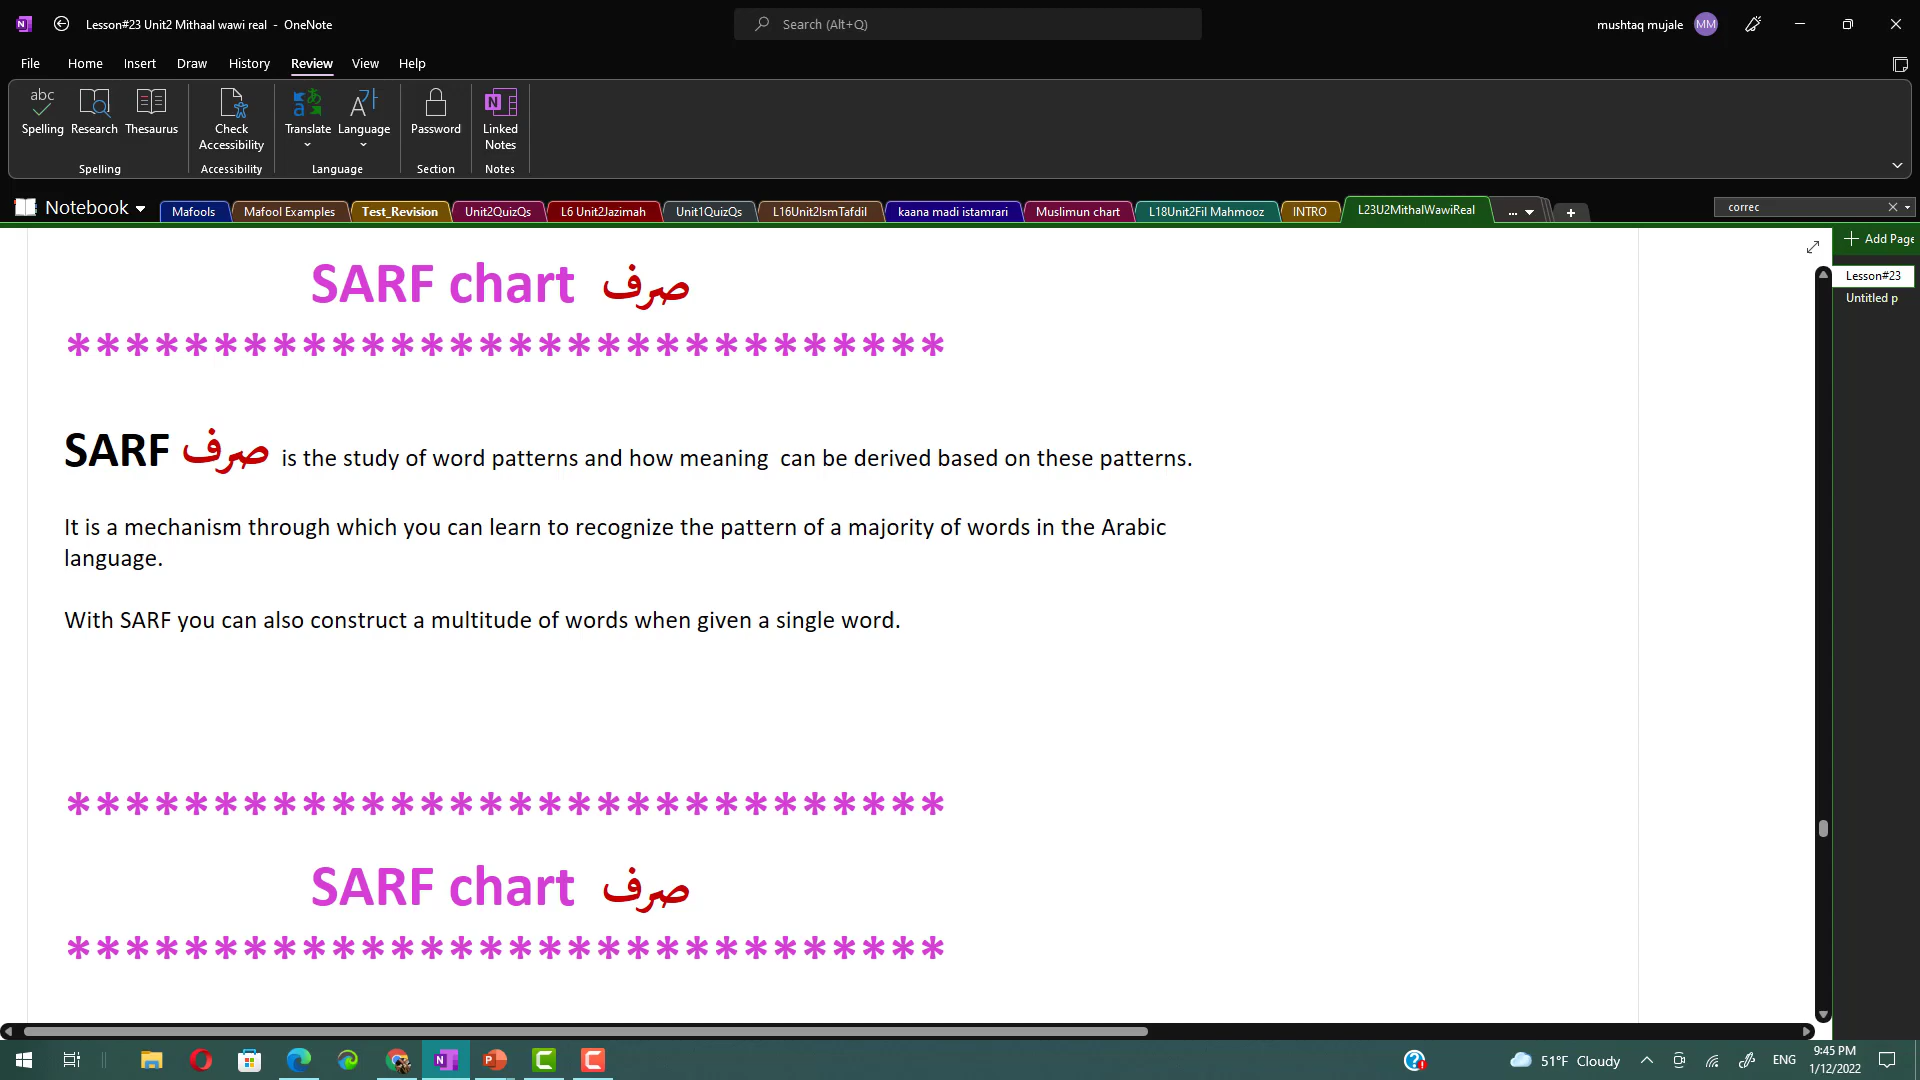 Lesson#23 Unit2 Mithaal wawi real - OneNote
Search (Alt+Q)
mushtaq mujale MM
File Home Insert Draw History Review View Help
abc
Spelling Research Thesaurus Check Accessibility Translate Language Password Linked Notes
Spelling Accessibility Language Section Notes
Notebook Mafools Mafool Examples Test_Revision Unit2QuizQs L6 Unit2Jazimah Unit1QuizQs L16Unit2IsmTafdil kaana madi istamrari Muslimun chart L18Unit2Fil Mahmooz INTRO L23U2MithalWawiReal ... + correc
Add Page
Lesson#23
Untitled p
SARF chart صرف
******************************
SARF صرف is the study of word patterns and how meaning can be derived based on these patterns.
It is a mechanism through which you can learn to recognize the pattern of a majority of words in the Arabic
language.
With SARF you can also construct a multitude of words when given a single word.
******************************
SARF chart صرف
******************************
51°F Cloudy ENG 9:45 PM
1/12/2022